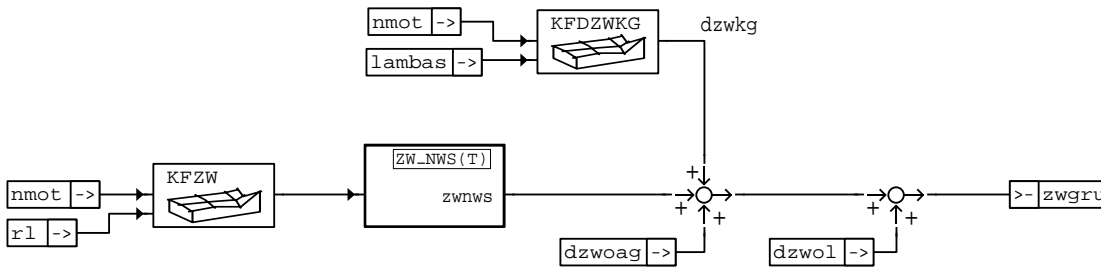 nmot ->
KFDZWKG
dzwkg
lambas ->
ZW_NWS(T)
KFZW
zwnws
nmot ->
rl ->
+
+
+
+
+
>- zwgru
dzwoag ->
dzwol ->